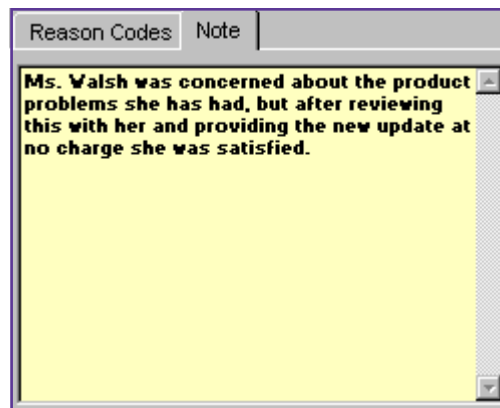 Reason Codes Note
Ms. Walsh was concerned about the product
problems she has had, but after reviewing
this with her and providing the new update at
no charge she was satisfied.